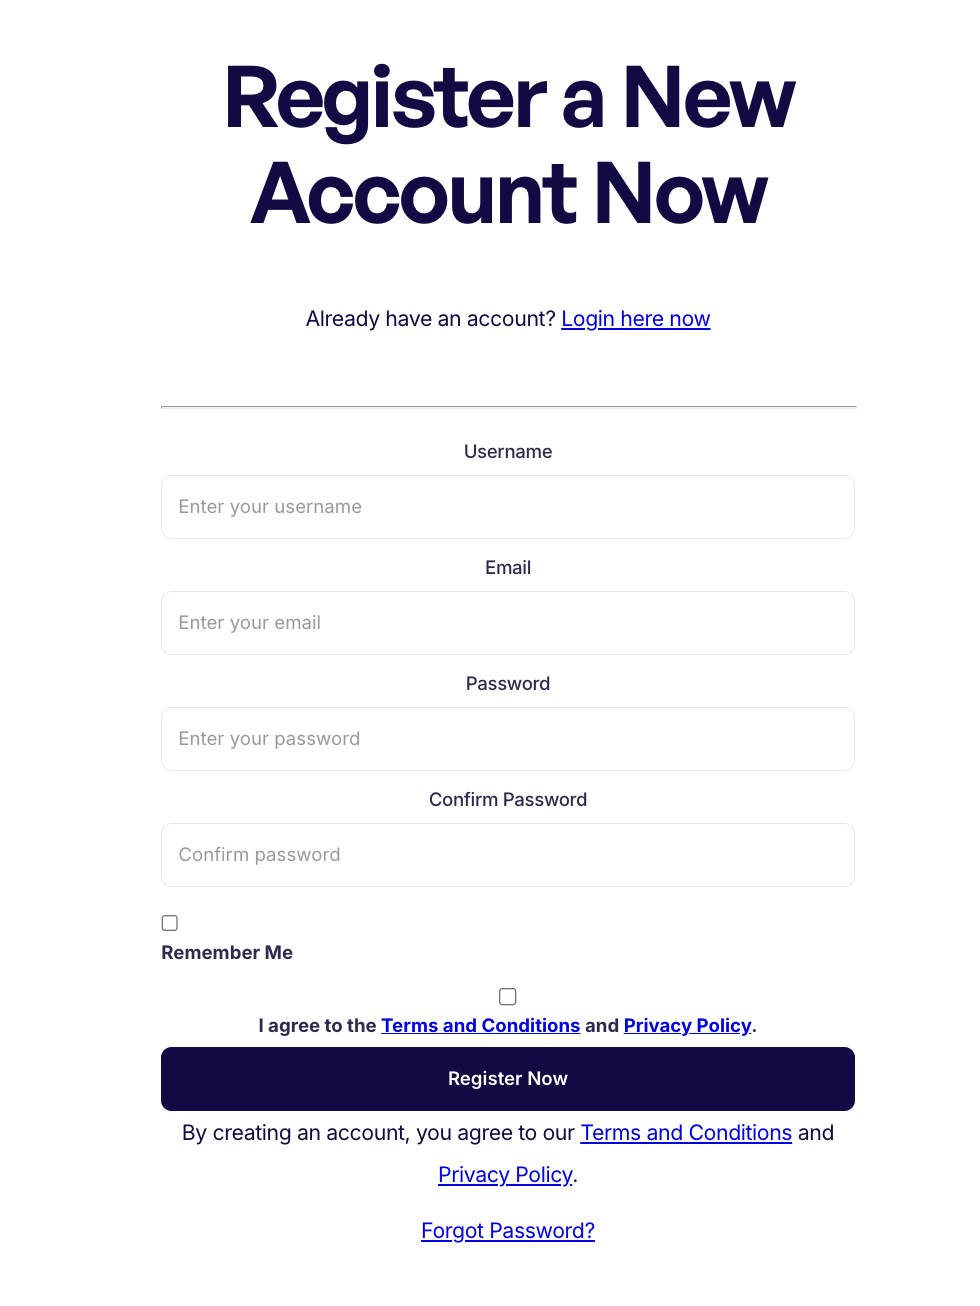 Register a New
Account Now
Already have an account? Login here now
Username
Enter your username
Email
Enter your email
Password
Enter your password
Confirm Password
Confirm password
Remember Me
I agree to the Terms and Conditions and Privacy Policy.
Register Now
By creating an account, you agree to our Terms and Conditions and
Privacy Policy.
Forgot Password?